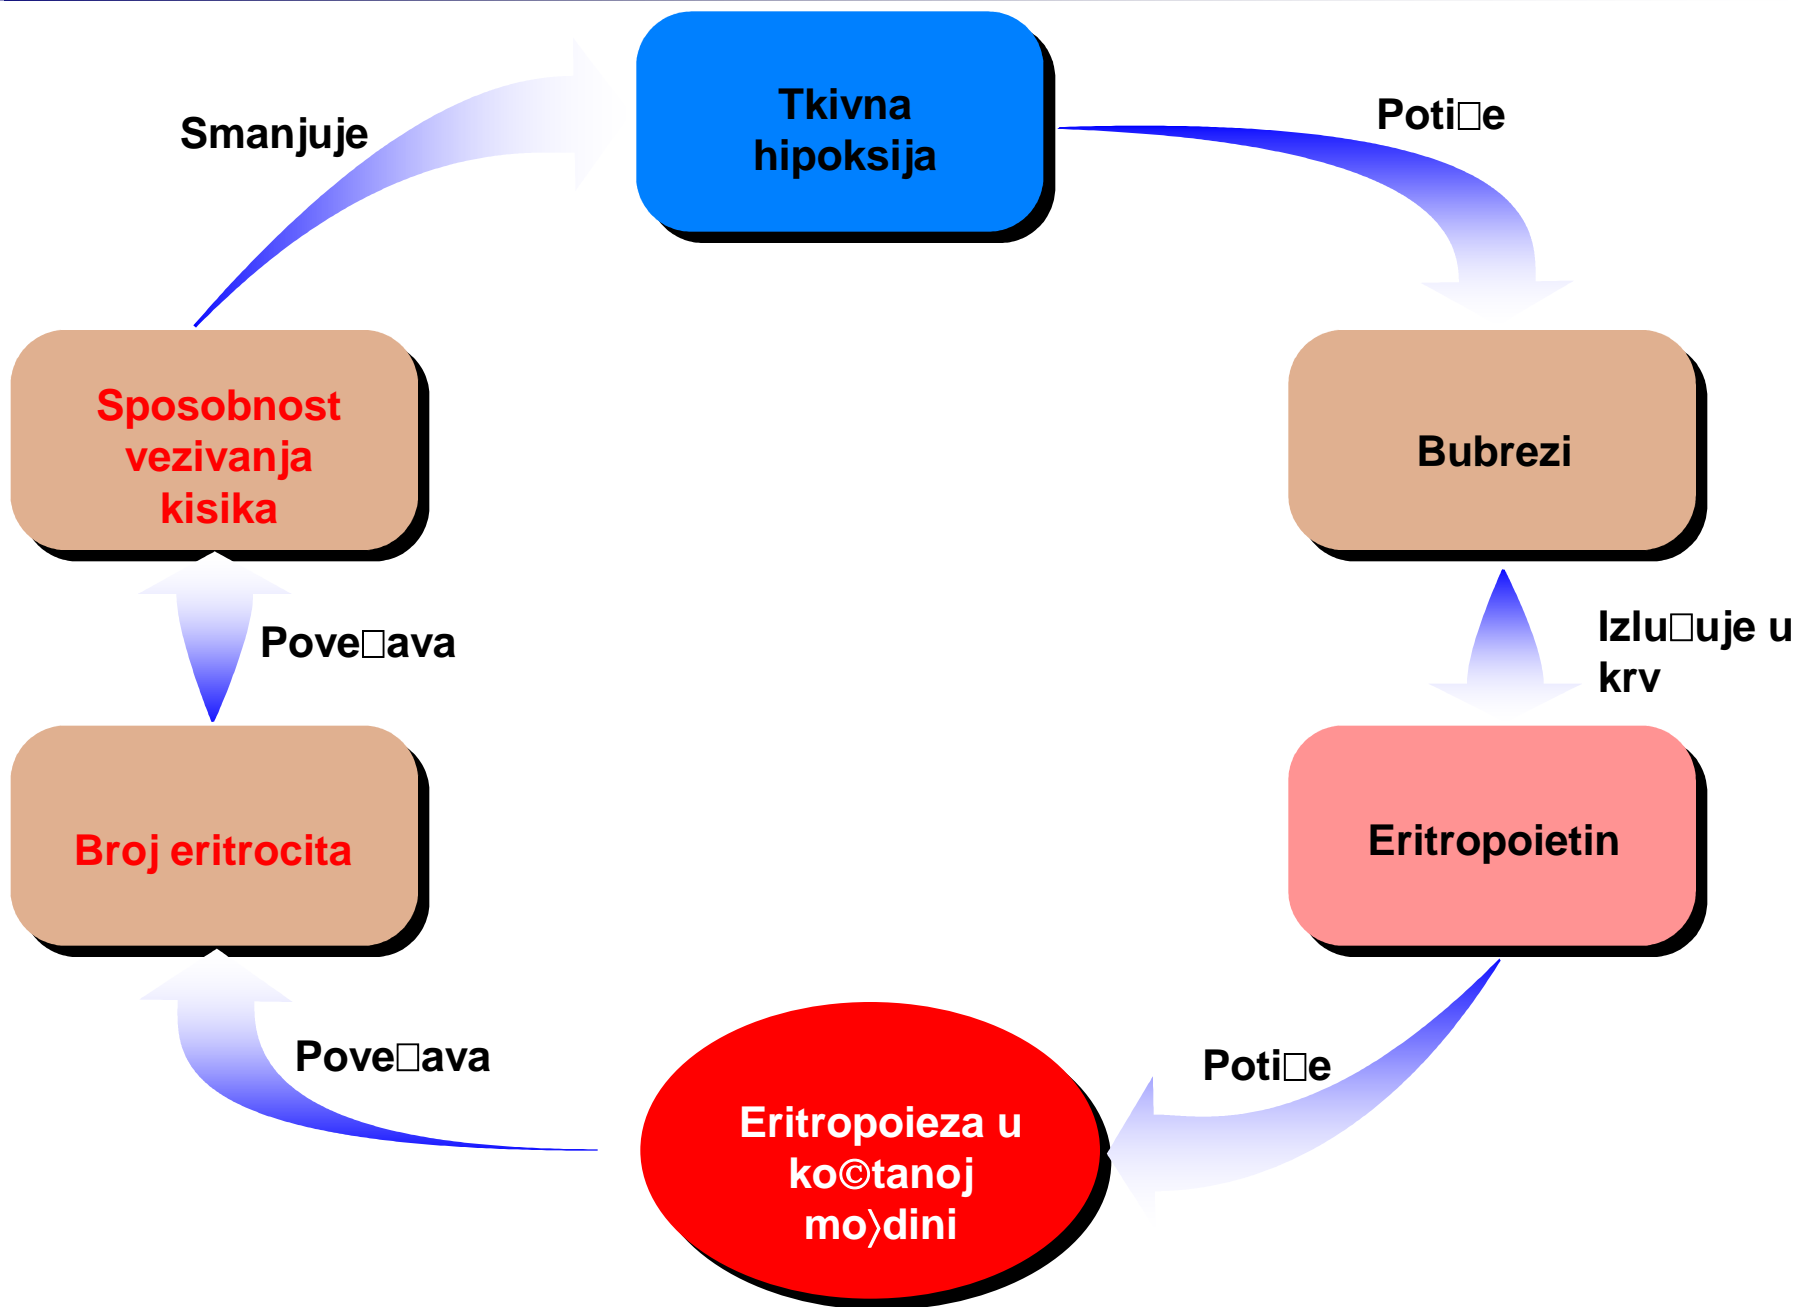 Tkivna
hipoksija
Poti□e
Bubrezi
Izlu□uje u
krv
Eritropoietin
Poti□e
Eritropoieza u
ko©tanoj
mo〉dini
Pove□ava
Broj eritrocita
Pove□ava
Sposobnost
vezivanja
kisika
Smanjuje